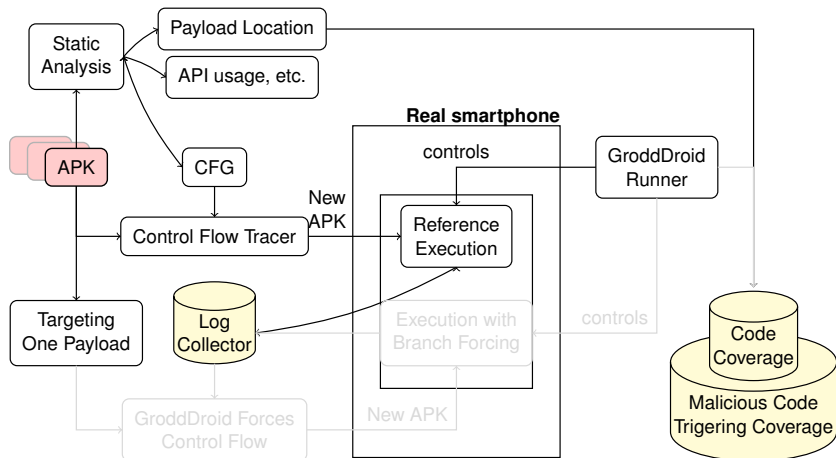 Payload Location
Static
Analysis
API usage, etc.
Real smartphone
controls
GroddDroid
Runner
APK
CFG
New
APK
Control Flow Tracer
Reference
Execution
Targeting
One Payload
Log
Collector
Execution with
Branch Forcing
controls
Code
Coverage
Malicious Code
Trigering Coverage
GroddDroid Forces
Control Flow
New APK